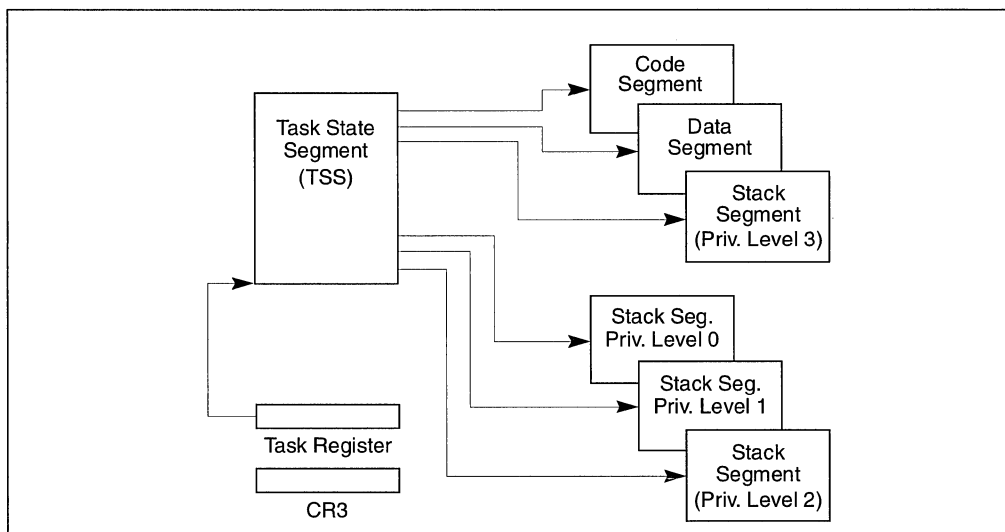 Task State
Segment
(TSS)
Code
Segment
Data
Segment
Stack
Segment
(Priv. Level 3)
Stack Seg.
Priv. Level 0
Stack Seg.
Priv. Level 1
Stack
Segment
(Priv. Level 2)
Task Register
CR3